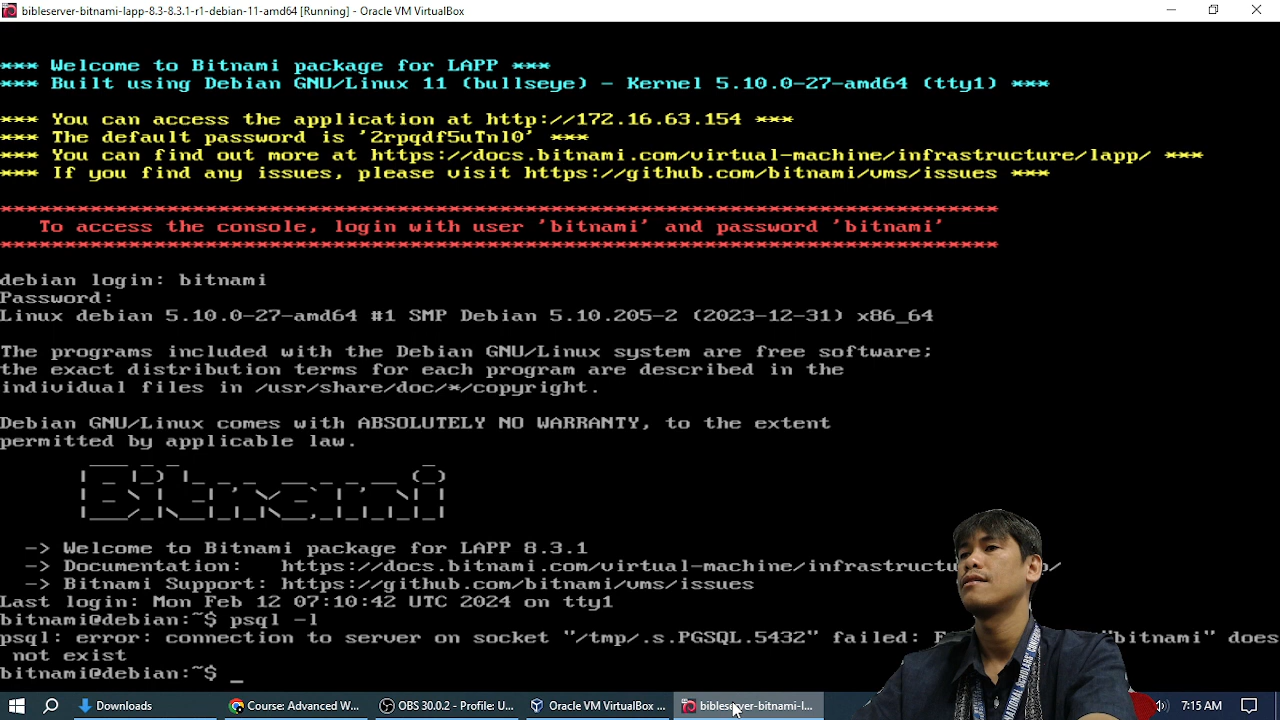 bibleserver-bitnami-lapp-8.3-8.3.1-r1-debian-11-amd64 [Running] - Oracle VM VirtualBox
*** Welcome to Bitnami package for LAPP ***
*** Built using Debian GNU/Linux 11 (bullseye) - Kernel 5.10.0-27-amd64 (tty1) ***
*** You can access the application at http://172.16.63.154 ***
*** The default password is '2rpqdf5uTnl0' ***
*** You can find out more at https://docs.bitnami.com/virtual-machine/infrastructure/lapp/ ***
*** If you find any issues, please visit https://github.com/bitnami/vms/issues ***
******************************************************************************
To access the console, login with user 'bitnami' and password 'bitnami'
******************************************************************************
debian login: bitnami
Password:
Linux debian 5.10.0-27-amd64 #1 SMP Debian 5.10.205-2 (2023-12-31) x86_64
The programs included with the Debian GNU/Linux system are free software;
the exact distribution terms for each program are described in the
individual files in /usr/share/doc/*/copyright.
Debian GNU/Linux comes with ABSOLUTELY NO WARRANTY, to the extent
permitted by applicable law.
Bitnami
-> Welcome to Bitnami package for LAPP 8.3.1
-> Documentation: https://docs.bitnami.com/virtual-machine/infrastructu /
-> Bitnami Support: https://github.com/bitnami/vms/issues
Last login: Mon Feb 12 07:10:42 UTC 2024 on tty1
bitnami@debian:~$ psql -l
psql: error: connection to server on socket "/tmp/.s.PGSQL.5432" failed: "bitnami" does
not exist
bitnami@debian:~$ _
Downloads
Course: Advanced W...
OBS 30.0.2 - Profile: U...
Oracle VM VirtualBox ...
bibleserver-bitnami-l...
7:15 AM